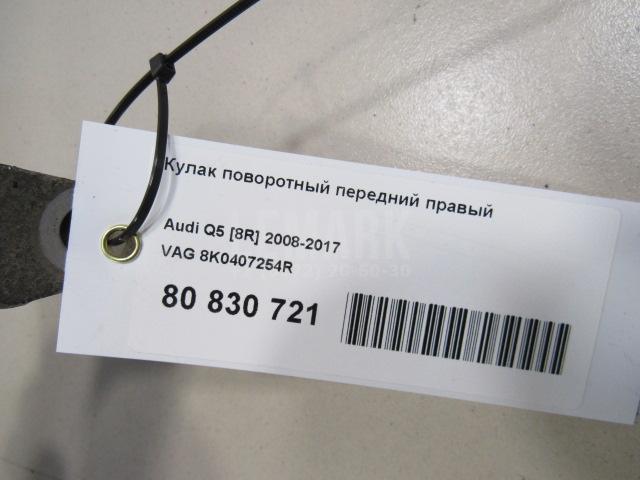 Кулак поворотный передний правый
Audi Q5 [8R] 2008-2017
VAG 8K0407254R
80 830 721